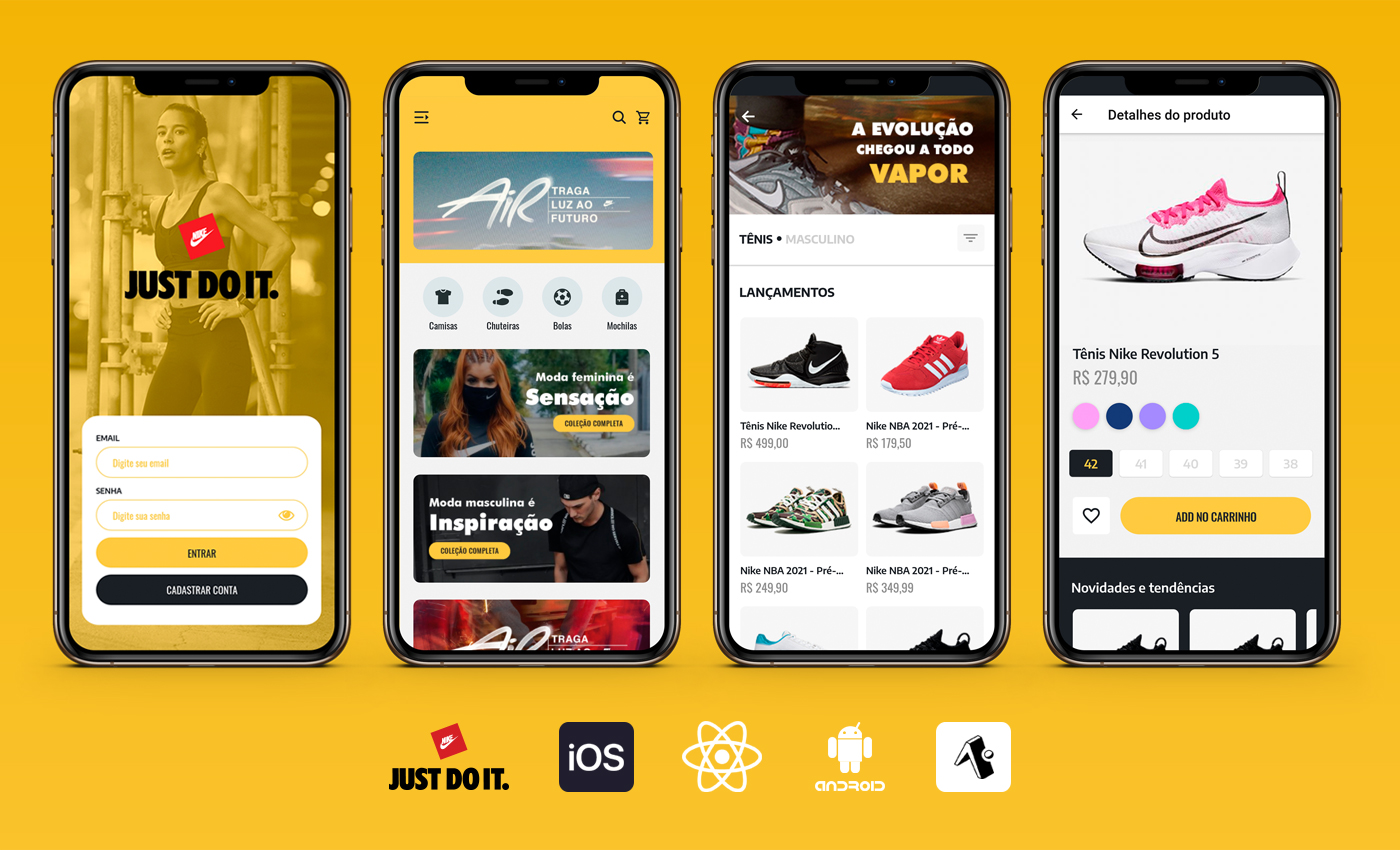 NIKE
JUST DO IT.
EMAIL
Digite seu email
SENHA
Digite sua senha
ENTRAR
CADASTRAR CONTA
AIR
TRAGA
LUZ AO
FUTURO
Camisas
Chuteiras
Bolas
Mochilas
Moda feminina é
Sensação
COLEÇÃO COMPLETA
Moda masculina é
Inspiração
COLEÇÃO COMPLETA
AIR
TRAGA
A EVOLUÇÃO
CHEGOU A TODO
VAPOR
TÊNIS • MASCULINO
LANÇAMENTOS
Tênis Nike Revolutio...
R$ 499,00
Nike NBA 2021 - Pré-...
R$ 179,50
Nike NBA 2021 - Pré-...
R$ 249,90
Nike NBA 2021 - Pré-...
R$ 349,99
Detalhes do produto
Tênis Nike Revolution 5
R$ 279,90
42 41 40 39 38
ADD NO CARRINHO
Novidades e tendências
NIKE
JUST DO IT.
iOS
ANDROID